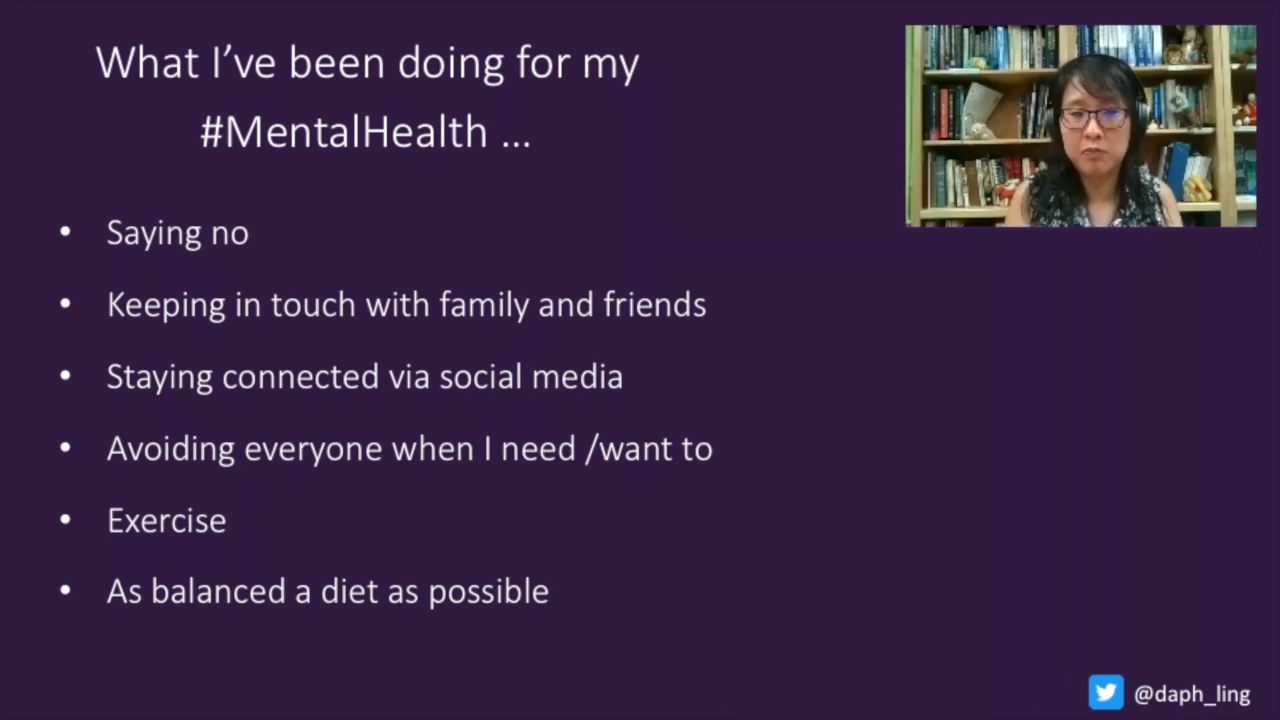 What I’ve been doing for my
#MentalHealth ...
• Saying no
• Keeping in touch with family and friends
• Staying connected via social media
• Avoiding everyone when I need /want to
• Exercise
• As balanced a diet as possible
@daph_ling